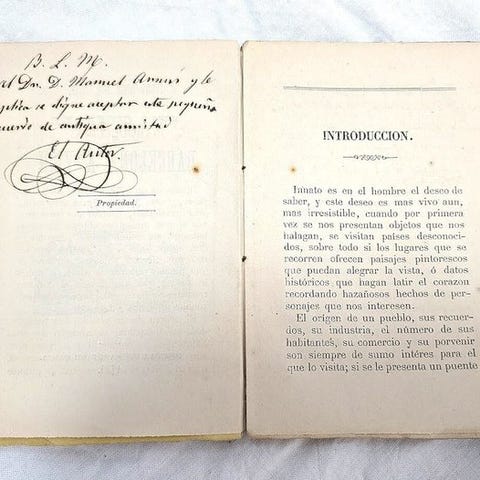 B. L. M.
al Dr. D. Manuel Arnús y le
suplica se digne aceptar este pequeño
recuerdo de antigua amistad
El Autor.
Propiedad.
INTRODUCCION.
Innato es en el hombre el deseo de
saber, y este deseo es mas vivo aun,
mas irresistible, cuando por primera
vez se nos presentan objetos que nos
halagan, se visitan países desconoci-
dos, sobre todo si los lugares que se
recorren ofrecen paisajes pintorescos
que puedan alegrar la vista, ó datos
históricos que hagan latir el corazon
recordando hazañosos hechos de per-
sonajes que nos interesen.
El orígen de un pueblo, sus recuer-
dos, su industria, el número de sus
habitantes, su comercio y su porvenir
son siempre de sumo interés para el
que lo visita; si se le presenta un puente